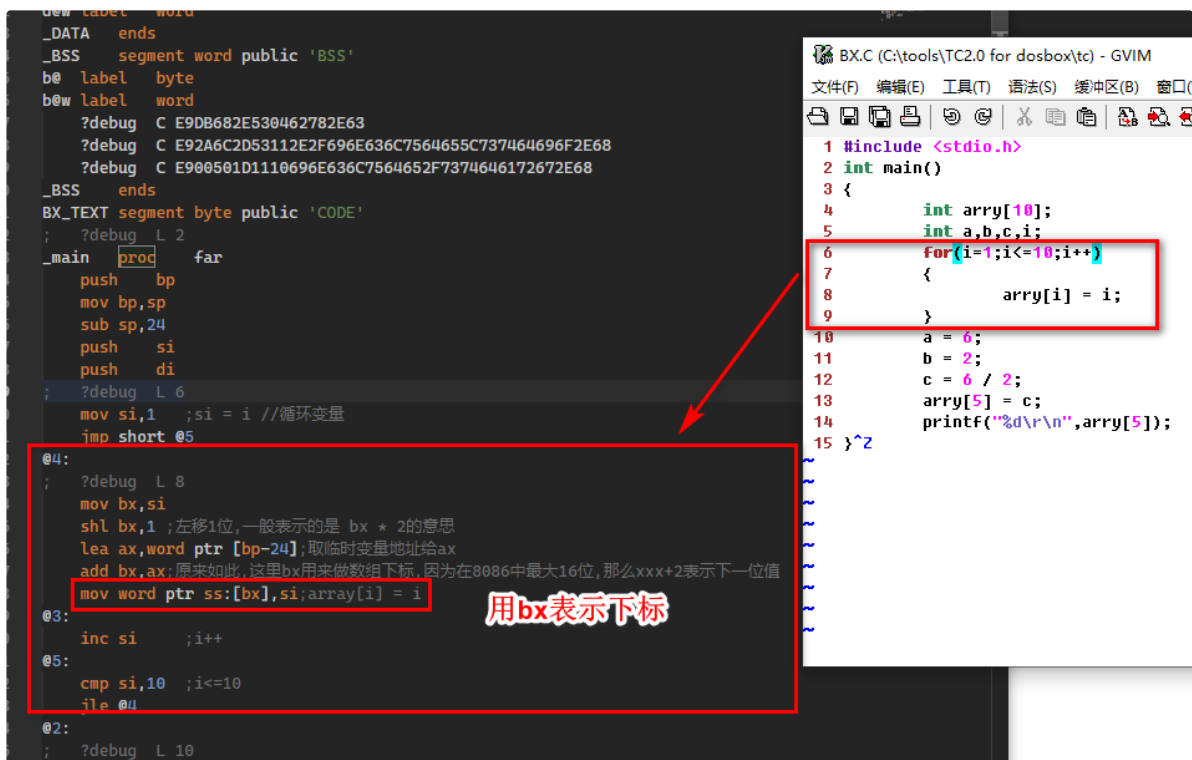 d@w label word
_DATA ends
_BSS segment word public 'BSS'
b@ label byte
b@w label word
?debug C E9DB682E530462782E63
?debug C E92A6C2D53112E2F696E636C7564655C737464696F2E68
?debug C E900501D1110696E636C7564652F7374646172672E68
_BSS ends
BX_TEXT segment byte public 'CODE'
; ?debug L 2
_main proc far
push bp
mov bp,sp
sub sp,24
push si
push di
; ?debug L 6
mov si,1 ;si = i //循环变量
jmp short @5
@4:
; ?debug L 8
mov bx,si
shl bx,1 ;左移1位,一般表示的是 bx * 2的意思
lea ax,word ptr [bp-24];取临时变量地址给ax
add bx,ax;原来如此,这里bx用来做数组下标,因为在8086中最大16位,那么xxx+2表示下一位值
mov word ptr ss:[bx],si;array[i] = i
用bx表示下标
@3:
inc si ;i++
@5:
cmp si,10 ;i<=10
jle @4
@2:
; ?debug L 10
BX.C (C:\tools\TC2.0 for dosbox\tc) - GVIM
文件(F) 编辑(E) 工具(T) 语法(S) 缓冲区(B) 窗口(
1 #include <stdio.h>
2 int main()
3 {
4 int arry[10];
5 int a,b,c,i;
6 for(i=1;i<=10;i++)
7 {
8 arry[i] = i;
9 }
10 a = 6;
11 b = 2;
12 c = 6 / 2;
13 arry[5] = c;
14 printf("%d\r\n",arry[5]);
15 }^Z
~
~
~
~
~
~
~
~